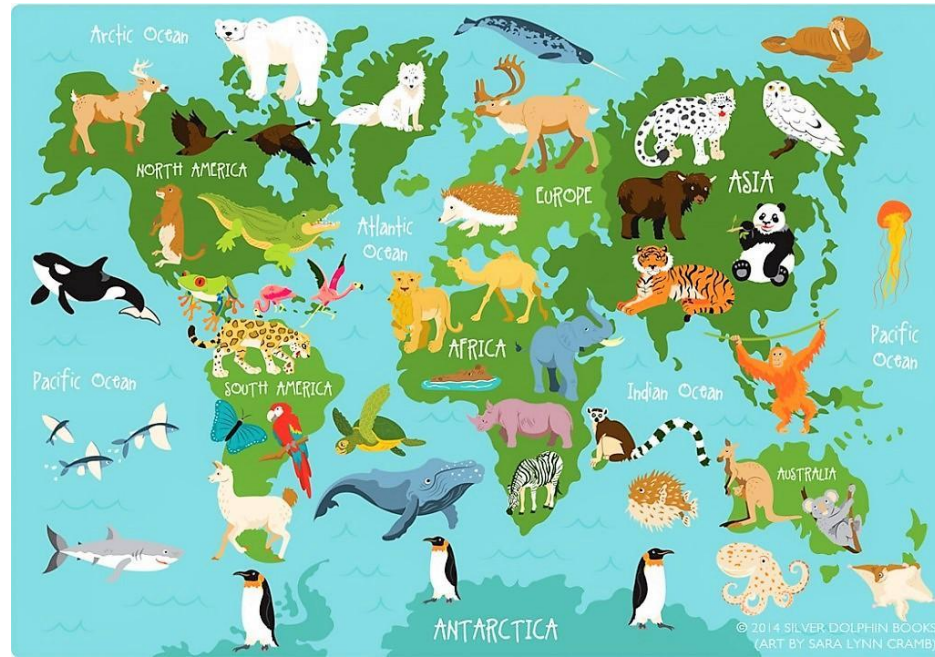 Arctic Ocean
NORTH AMERICA
EUROPE
ASIA
Atlantic
Ocean
Pacific
Ocean
AFRICA
Pacific Ocean
SOUTH AMERICA
Indian Ocean
AUSTRALIA
ANTARCTICA
© 2014 SILVER DOLPHIN BOOKS
(ART BY SARA LYNN CRAMB)